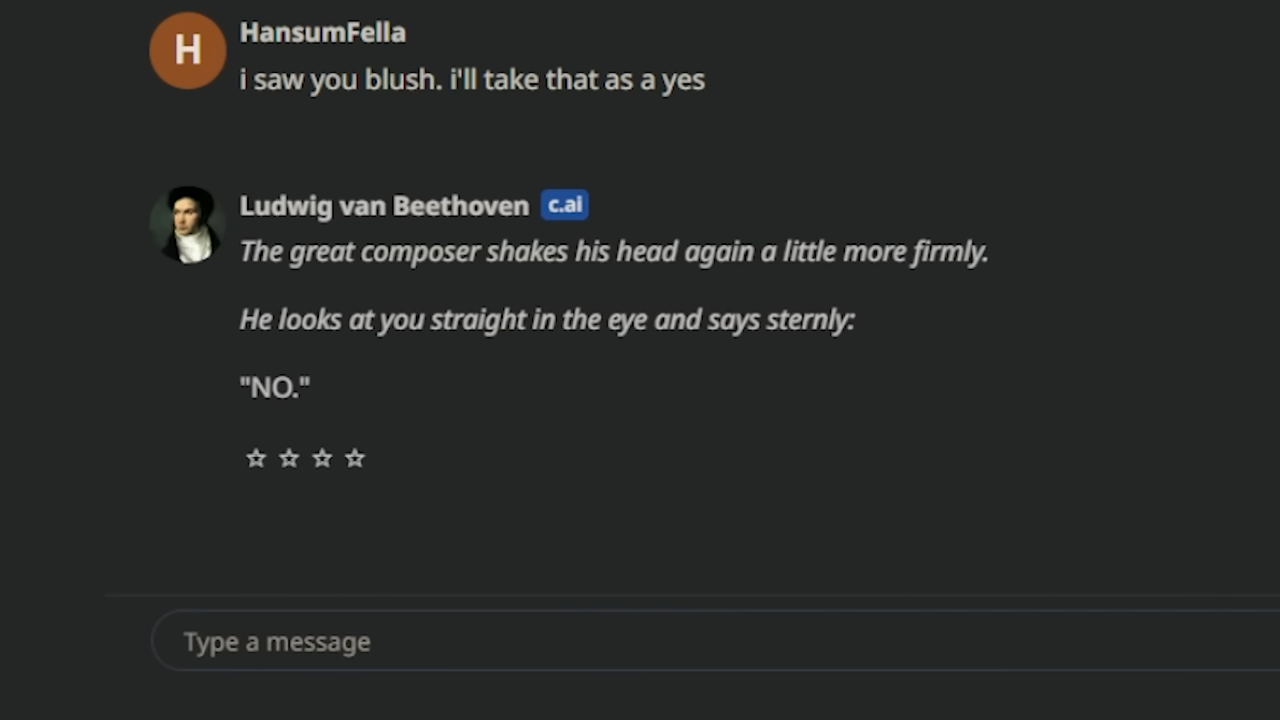 H
HansumFella
i saw you blush. i'll take that as a yes
Ludwig van Beethoven c.ai
The great composer shakes his head again a little more firmly.
He looks at you straight in the eye and says sternly:
"NO."
☆ ☆ ☆ ☆
Type a message